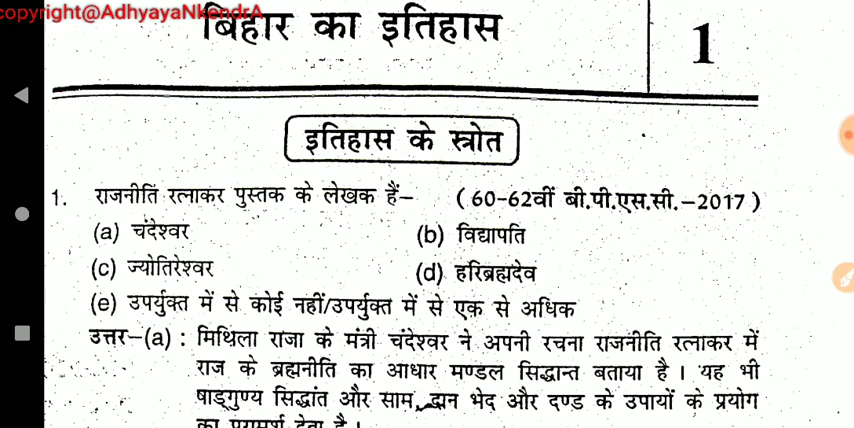 copyright@AdhyayaNkendrA
बिहार का इतिहास
1
इतिहास के स्त्रोत
1. राजनीति रत्नाकर पुस्तक के लेखक हैं– (60-62वीं बी.पी.एस.सी.–2017)
(a) चंदेश्वर (b) विद्यापति
(c) ज्योतिरेश्वर (d) हरिब्रह्मदेव
(e) उपर्युक्त में से कोई नहीं/उपर्युक्त में से एक से अधिक
उत्तर–(a) : मिथिला राजा के मंत्री चंदेश्वर ने अपनी रचना राजनीति रत्नाकर में
राज के ब्रह्मनीति का आधार मण्डल सिद्धान्त बताया है। यह भी
षाड्गुण्य सिद्धांत और साम, दान भेद और दण्ड के उपायों के प्रयोग
का परामर्श देता है।